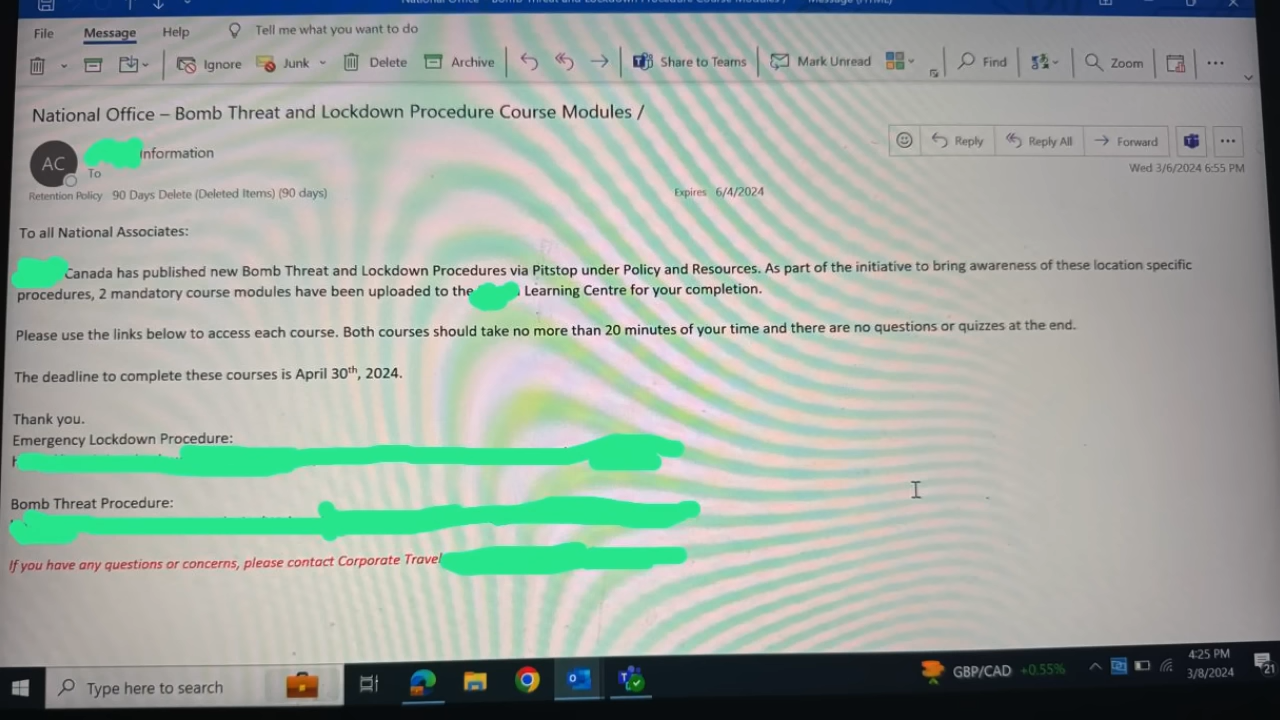 File Message Help Tell me what you want to do
Ignore Junk Delete Archive Share to Teams Mark Unread Find Zoom
National Office – Bomb Threat and Lockdown Procedure Course Modules /
AC
Information
To
Reply Reply All Forward
Wed 3/6/2024 6:55 PM
Retention Policy 90 Days Delete (Deleted Items) (90 days) Expires 6/4/2024
To all National Associates:
Canada has published new Bomb Threat and Lockdown Procedures via Pitstop under Policy and Resources. As part of the initiative to bring awareness of these location specific
procedures, 2 mandatory course modules have been uploaded to the Learning Centre for your completion.
Please use the links below to access each course. Both courses should take no more than 20 minutes of your time and there are no questions or quizzes at the end.
The deadline to complete these courses is April 30th, 2024.
Thank you.
Emergency Lockdown Procedure:
Bomb Threat Procedure:
If you have any questions or concerns, please contact Corporate Travel
Type here to search
GBP/CAD +0.55%
4:25 PM
3/8/2024
21